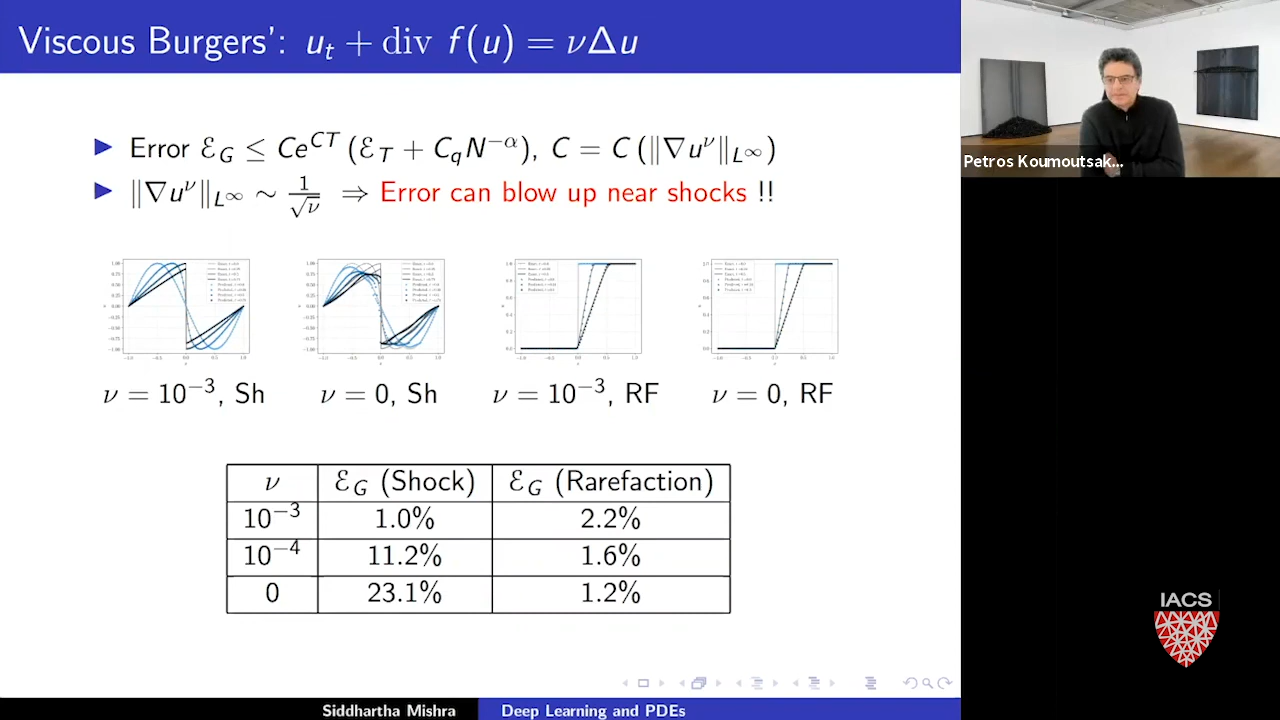 Viscous Burgers': u_t + div f(u) = νΔu
Petros Koumoutsak...
▶ Error ℰ_G ≤ Ce^{CT} (ℰ_T + C_q N^{-α}), C = C(‖∇u^ν‖_{L^∞})
▶ ‖∇u^ν‖_{L^∞} ∼ 1/√ν ⇒ Error can blow up near shocks !!
ν = 10^{-3}, Sh
ν = 0, Sh
ν = 10^{-3}, RF
ν = 0, RF
ν ℰ_G (Shock) ℰ_G (Rarefaction)
10^{-3} 1.0% 2.2%
10^{-4} 11.2% 1.6%
0 23.1% 1.2%
IACS
Siddhartha Mishra
Deep Learning and PDEs